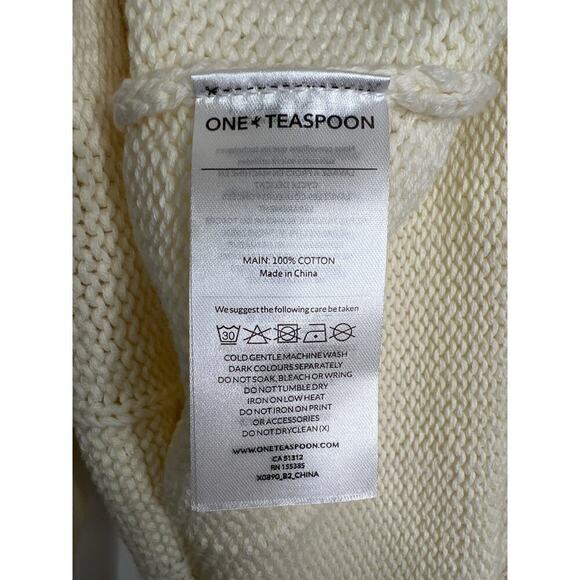 ONE TEASPOON
MAIN: 100% COTTON
Made in China
We suggest the following care be taken
30
COLD GENTLE MACHINE WASH
DARK COLOURS SEPARATELY
DO NOT SOAK, BLEACH OR WRING
DO NOT TUMBLE DRY
IRON ON LOW HEAT
DO NOT IRON ON PRINT
OR ACCESSORIES
DO NOT DRYCLEAN (X)
WWW.ONETEASPOON.COM
CA 51312
RN 155385
X0890_B2_CHINA